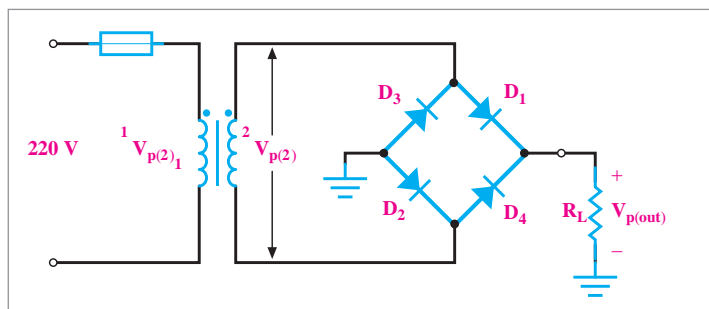 D3
D1
220 V
1
Vp(2)1
2
Vp(2)
D2
D4
RL
+
Vp(out)
−